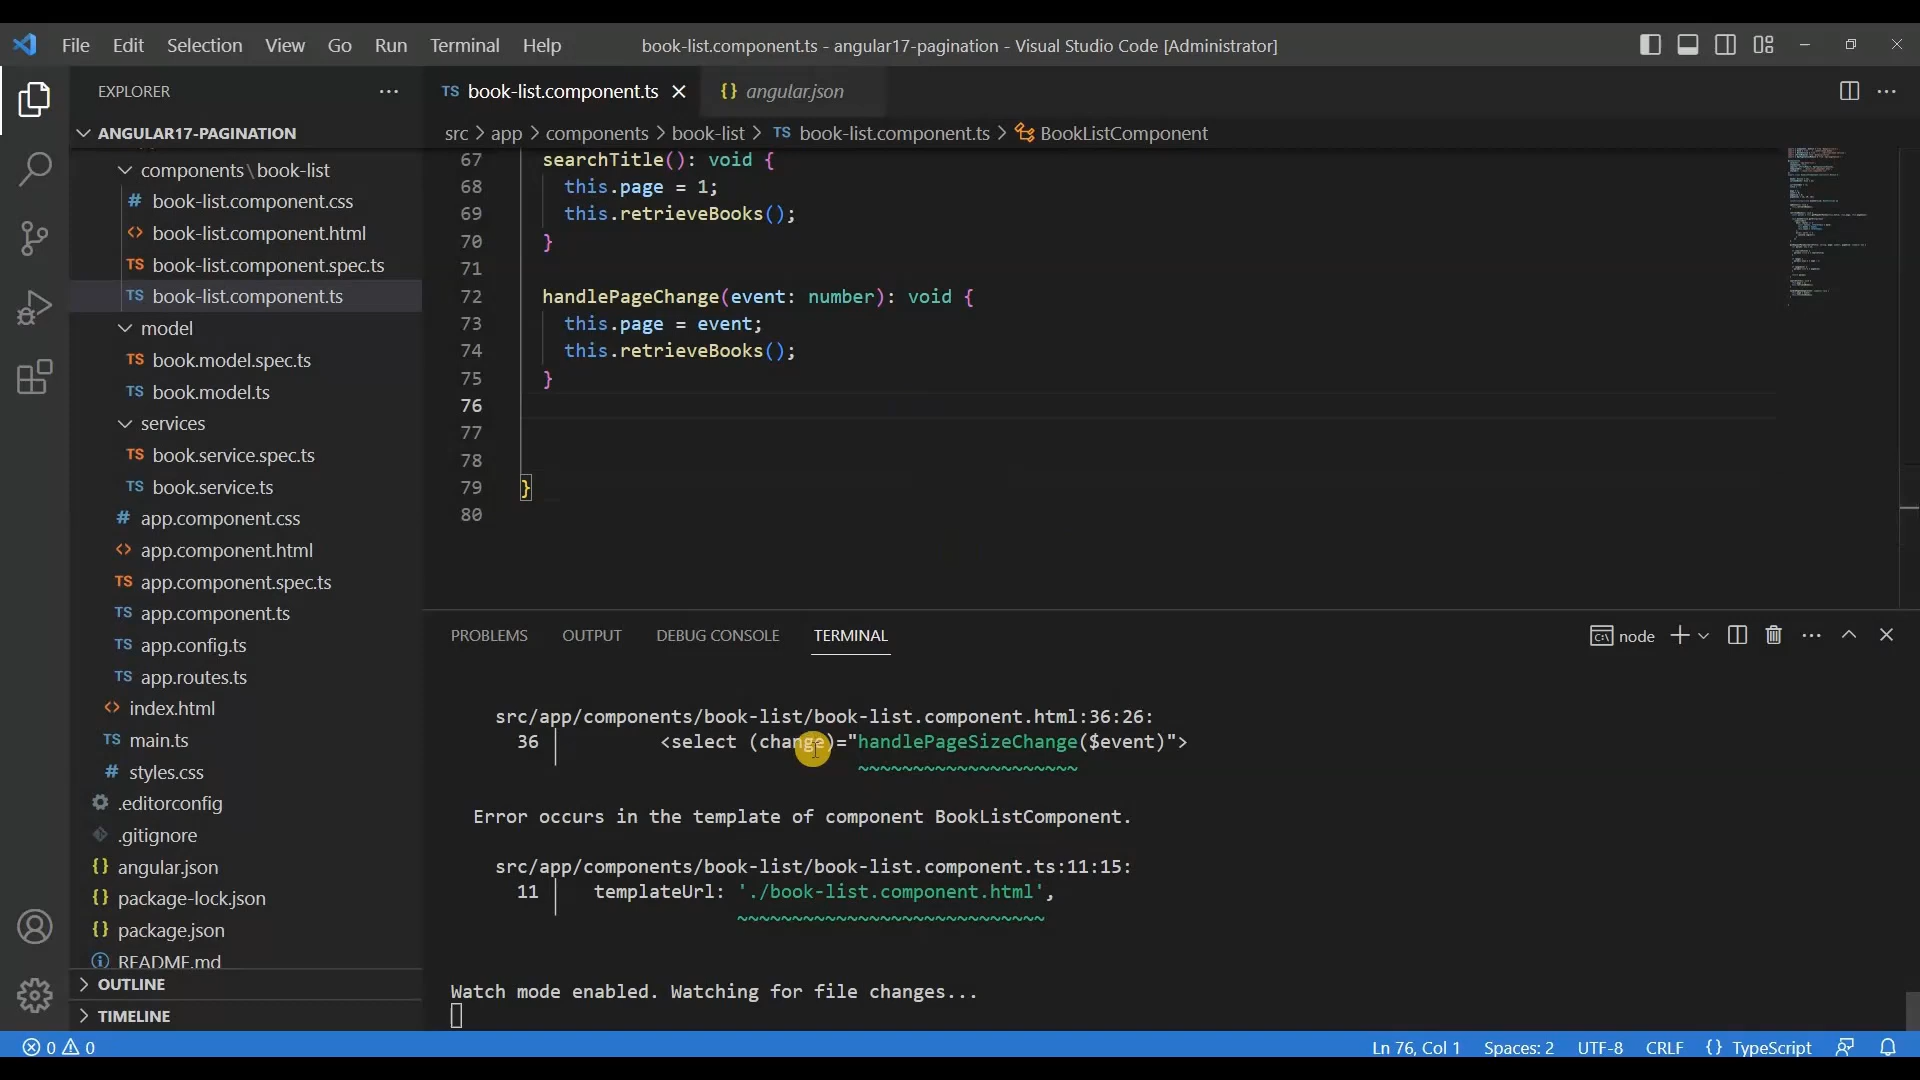 File Edit Selection View Go Run Terminal Help
book-list.component.ts - angular17-pagination - Visual Studio Code [Administrator]
EXPLORER
ANGULAR17-PAGINATION
components\book-list
# book-list.component.css
<> book-list.component.html
TS book-list.component.spec.ts
TS book-list.component.ts
model
TS book.model.spec.ts
TS book.model.ts
services
TS book.service.spec.ts
TS book.service.ts
# app.component.css
<> app.component.html
TS app.component.spec.ts
TS app.component.ts
TS app.config.ts
TS app.routes.ts
<> index.html
TS main.ts
# styles.css
.editorconfig
.gitignore
{} angular.json
{} package-lock.json
{} package.json
README.md
OUTLINE
TIMELINE
TS book-list.component.ts
{} angular.json
src > app > components > book-list > TS book-list.component.ts > BookListComponent
67 searchTitle(): void {
68 this.page = 1;
69 this.retrieveBooks();
70 }
71
72 handlePageChange(event: number): void {
73 this.page = event;
74 this.retrieveBooks();
75 }
76
77
78
79 }
80
PROBLEMS OUTPUT DEBUG CONSOLE TERMINAL
node
src/app/components/book-list/book-list.component.html:36:26:
36 │ <select (change)="handlePageSizeChange($event)">
~~~~~~~~~~~~~~~~~~~~
Error occurs in the template of component BookListComponent.
src/app/components/book-list/book-list.component.ts:11:15:
11 │ templateUrl: './book-list.component.html',
~~~~~~~~~~~~~~~~~~~~~~~~~~~~
Watch mode enabled. Watching for file changes...
0 0
Ln 76, Col 1 Spaces: 2 UTF-8 CRLF {} TypeScript